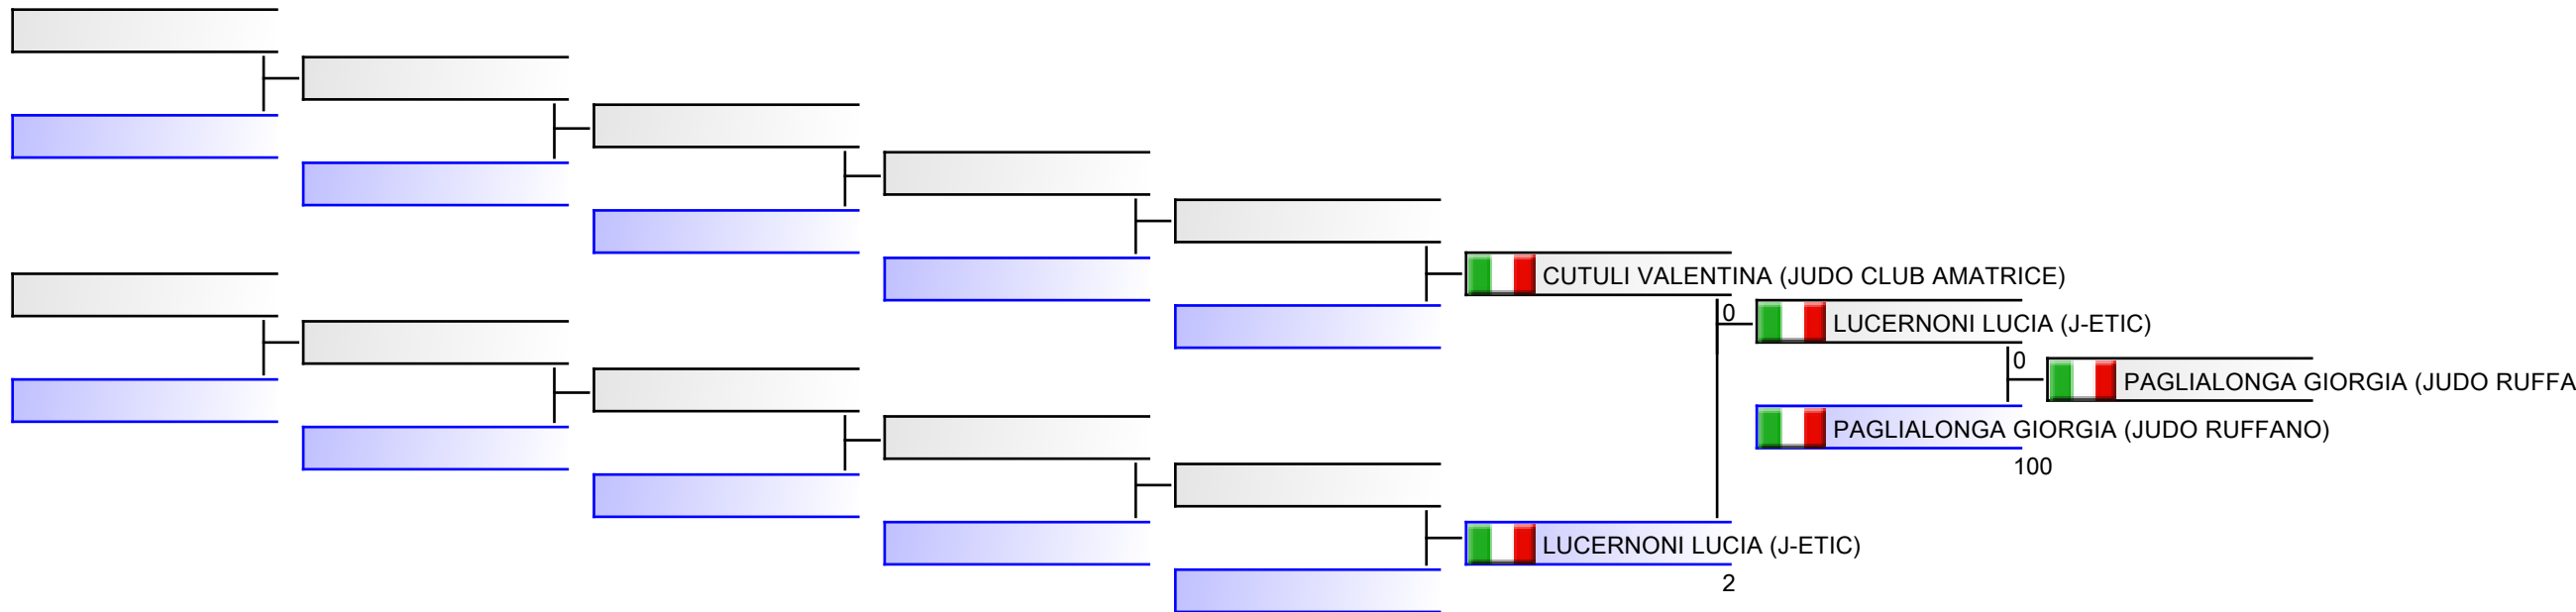 CUTULI VALENTINA (JUDO CLUB AMATRICE)
0
LUCERNONI LUCIA (J-ETIC)
0
PAGLIALONGA GIORGIA (JUDO RUFFA
PAGLIALONGA GIORGIA (JUDO RUFFANO)
100
LUCERNONI LUCIA (J-ETIC)
2